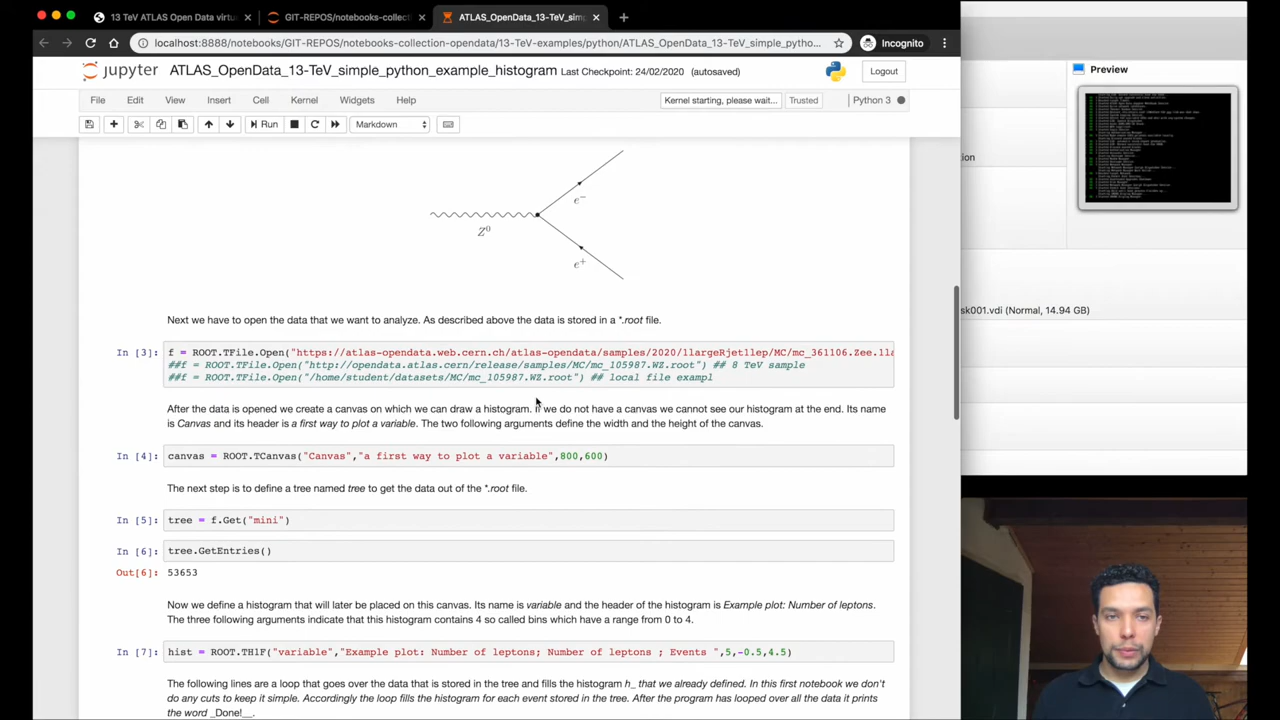 13 TeV ATLAS Open Data virtu
GIT-REPOS/notebooks-collecti
ATLAS_OpenData_13-TeV_sim
localhost:8888/notebooks/GIT-REPOS/notebooks-collection-opendata/13-TeV-examples/python/ATLAS_OpenData_13-TeV_simple_pytho...
Incognito
Preview
jupyter ATLAS_OpenData_13-TeV_simple_python_example_histogram Last Checkpoint: 24/02/2020 (autosaved)
Logout
File Edit View Insert Cell Kernel Widgets Help
Kernel starting, please wait...
Trusted
Python 3
Run
Markdow
ation
e−
Z0
e+
Next we have to open the data that we want to analyze. As described above the data is stored in a *.root file.
In [3]: f = ROOT.TFile.Open("https://atlas-opendata.web.cern.ch/atlas-opendata/samples/2020/1largeRjet1lep/MC/mc_361106.Zee.1la
##f = ROOT.TFile.Open("http://opendata.atlas.cern/release/samples/MC/mc_105987.WZ.root") ## 8 TeV sample
##f = ROOT.TFile.Open("/home/student/datasets/MC/mc_105987.WZ.root") ## local file exampl
sk001.vdi (Normal, 14.94 GB)
After the data is opened we create a canvas on which we can draw a histogram. If we do not have a canvas we cannot see our histogram at the end. Its name
is Canvas and its header is a first way to plot a variable. The two following arguments define the width and the height of the canvas.
In [4]: canvas = ROOT.TCanvas("Canvas","a first way to plot a variable",800,600)
The next step is to define a tree named tree to get the data out of the *.root file.
In [5]: tree = f.Get("mini")
In [6]: tree.GetEntries()
Out[6]: 53653
Now we define a histogram that will later be placed on this canvas. Its name is variable and the header of the histogram is Example plot: Number of leptons.
The three following arguments indicate that this histogram contains 4 so called bins which have a range from 0 to 4.
In [7]: hist = ROOT.TH1F("variable","Example plot: Number of leptons; Number of leptons ; Events ",5,-0.5,4.5)
The following lines are a loop that goes over the data that is stored in the tree and fills the histogram h_ that we already defined. In this first notebook we don't
do any cuts to keep it simple. Accordingly the loop fills the histogram for each event stored in the tree. After the program has looped over all the data it prints
the word _Done!__.